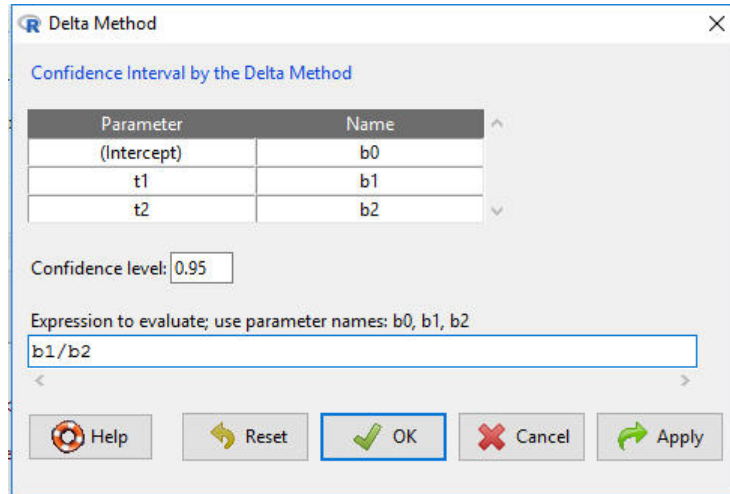 Delta Method
Confidence Interval by the Delta Method
Parameter Name
(Intercept) b0
t1 b1
t2 b2
Confidence level: 0.95
Expression to evaluate; use parameter names: b0, b1, b2
b1/b2
Help Reset OK Cancel Apply